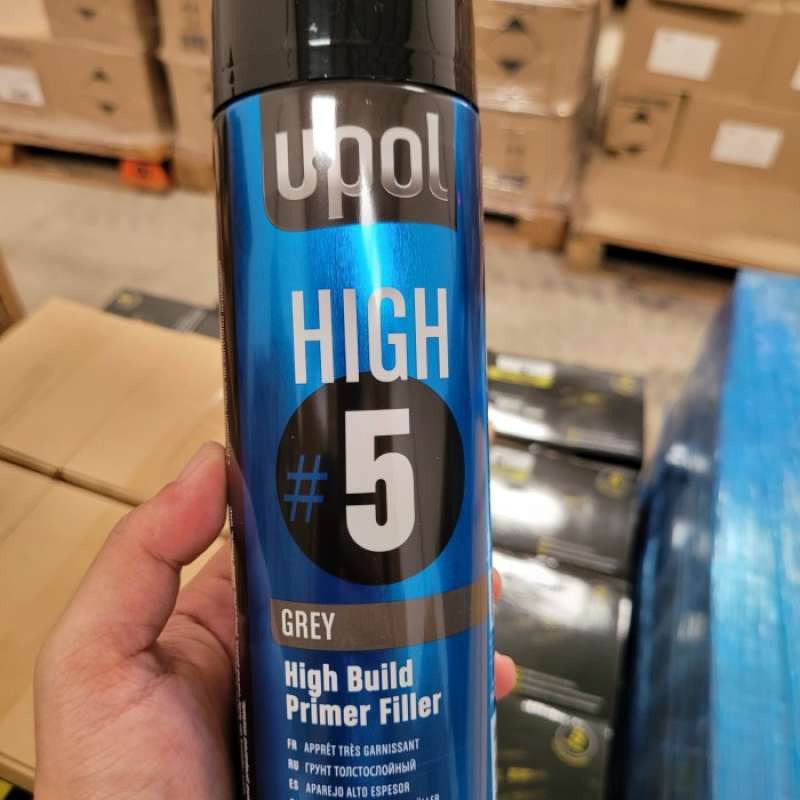 upol
HIGH
#5
GREY
High Build
Primer Filler
FR APPRÊT TRÈS GARNISSANT
RU ГРУНТ ТОЛСТОСЛОЙНЫЙ
ES APAREJO ALTO ESPESOR